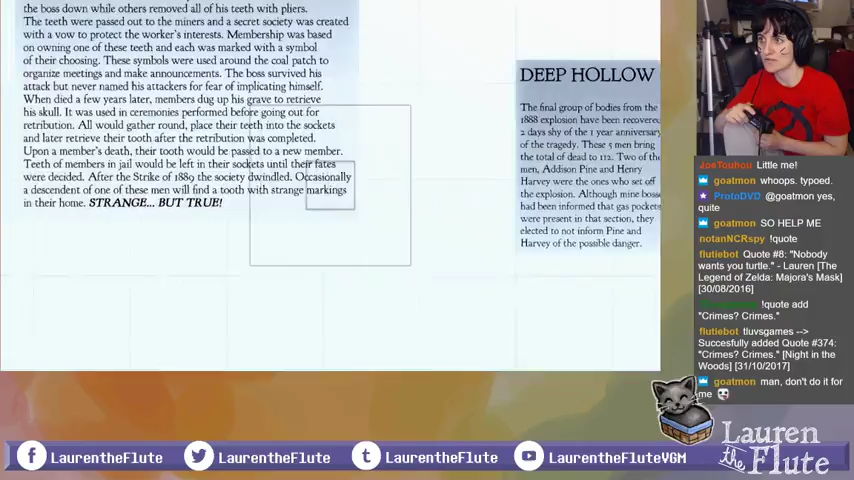 the boss down while others removed all of his teeth with pliers.
The teeth were passed out to the miners and a secret society was created
with a vow to protect the worker's interests. Membership was based
on owning one of these teeth and each was marked with a symbol
of their choosing. These symbols were used around the coal patch to
organize meetings and make announcements. The boss survived his
attack but never named his attackers for fear of implicating himself.
When died a few years later, members dug up his grave to retrieve
his skull. It was used in ceremonies performed before going out for
retribution. All would gather round, place their teeth into the sockets
and later retrieve their tooth after the retribution was completed.
Upon a member's death, their tooth would be passed to a new member.
Teeth of members in jail would be left in their sockets until their fates
were decided. After the Strike of 1889 the society dwindled. Occasionally
a descendent of one of these men will find a tooth with strange markings
in their home. STRANGE... BUT TRUE!
DEEP HOLLOW
The final group of bodies from the
1888 explosion have been recovered
2 days shy of the 1 year anniversary
of the tragedy. These 5 men bring
the total of dead to 112. Two of the
men, Addison Pine and Henry
Harvey were the ones who set off
the explosion. Although mine boss
had been informed that gas pockets
were present in that section, they
elected to not inform Pine and
Harvey of the possible danger.
JoeTouhou Little me!
goatmon whoops. typoed.
ProtoDVD @goatmon yes,
quite
goatmon SO HELP ME
notanNCRspy !quote
flutiebot Quote #8: "Nobody
wants you turtle." - Lauren [The
Legend of Zelda: Majora's Mask]
[30/08/2016]
!quote add
"Crimes? Crimes."
flutiebot tluvsgames -->
Succesfully added Quote #374:
"Crimes? Crimes." [Night in the
Woods] [31/10/2017]
goatmon man, don't do it for
me
LaurentheFlute
LaurentheFlute
LaurentheFlute
LaurentheFluteVGM
Lauren
the Flute